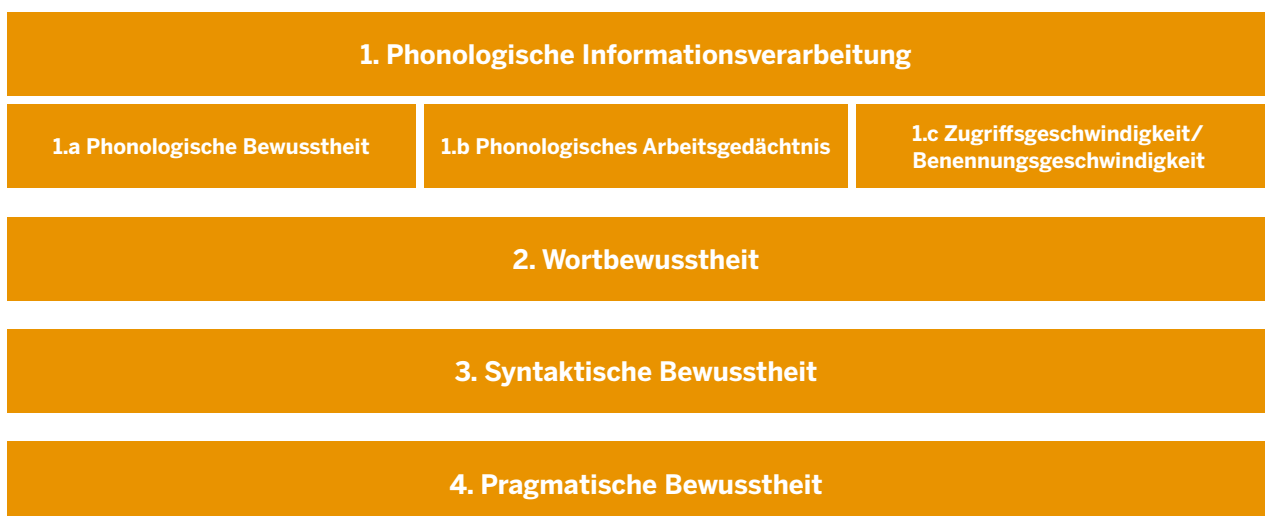 1. Phonologische Informationsverarbeitung
1.a Phonologische Bewusstheit
1.b Phonologisches Arbeitsgedächtnis
1.c Zugriffsgeschwindigkeit/
Benennungsgeschwindigkeit
2. Wortbewusstheit
3. Syntaktische Bewusstheit
4. Pragmatische Bewusstheit